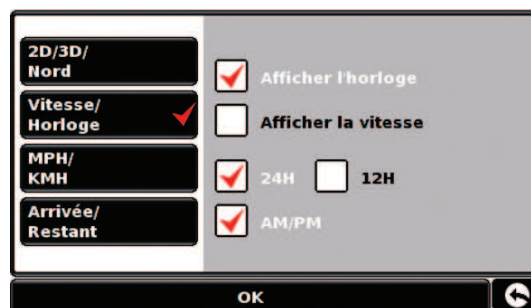 2D/3D/
Nord
Vitesse/
Horloge
MPH/
KMH
Arrivée/
Restant
Afficher l'horloge
Afficher la vitesse
24H 12H
AM/PM
OK